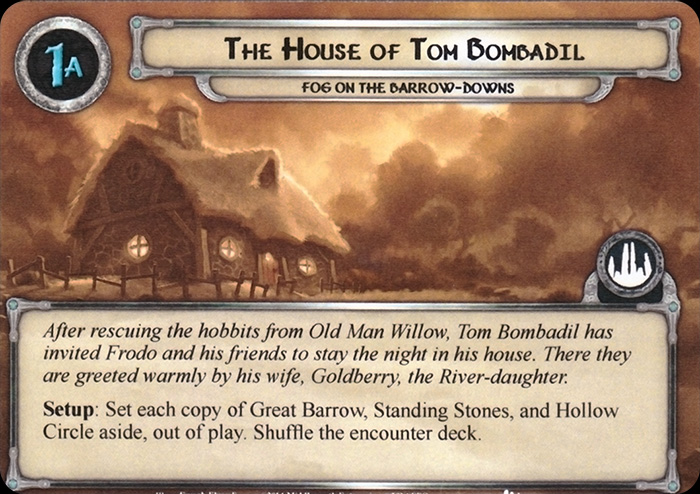 1A
THE HOUSE OF TOM BOMBADIL
FOG ON THE BARROW-DOWNS
After rescuing the hobbits from Old Man Willow, Tom Bombadil has
invited Frodo and his friends to stay the night in his house. There they
are greeted warmly by his wife, Goldberry, the River-daughter.
Setup: Set each copy of Great Barrow, Standing Stones, and Hollow
Circle aside, out of play. Shuffle the encounter deck.